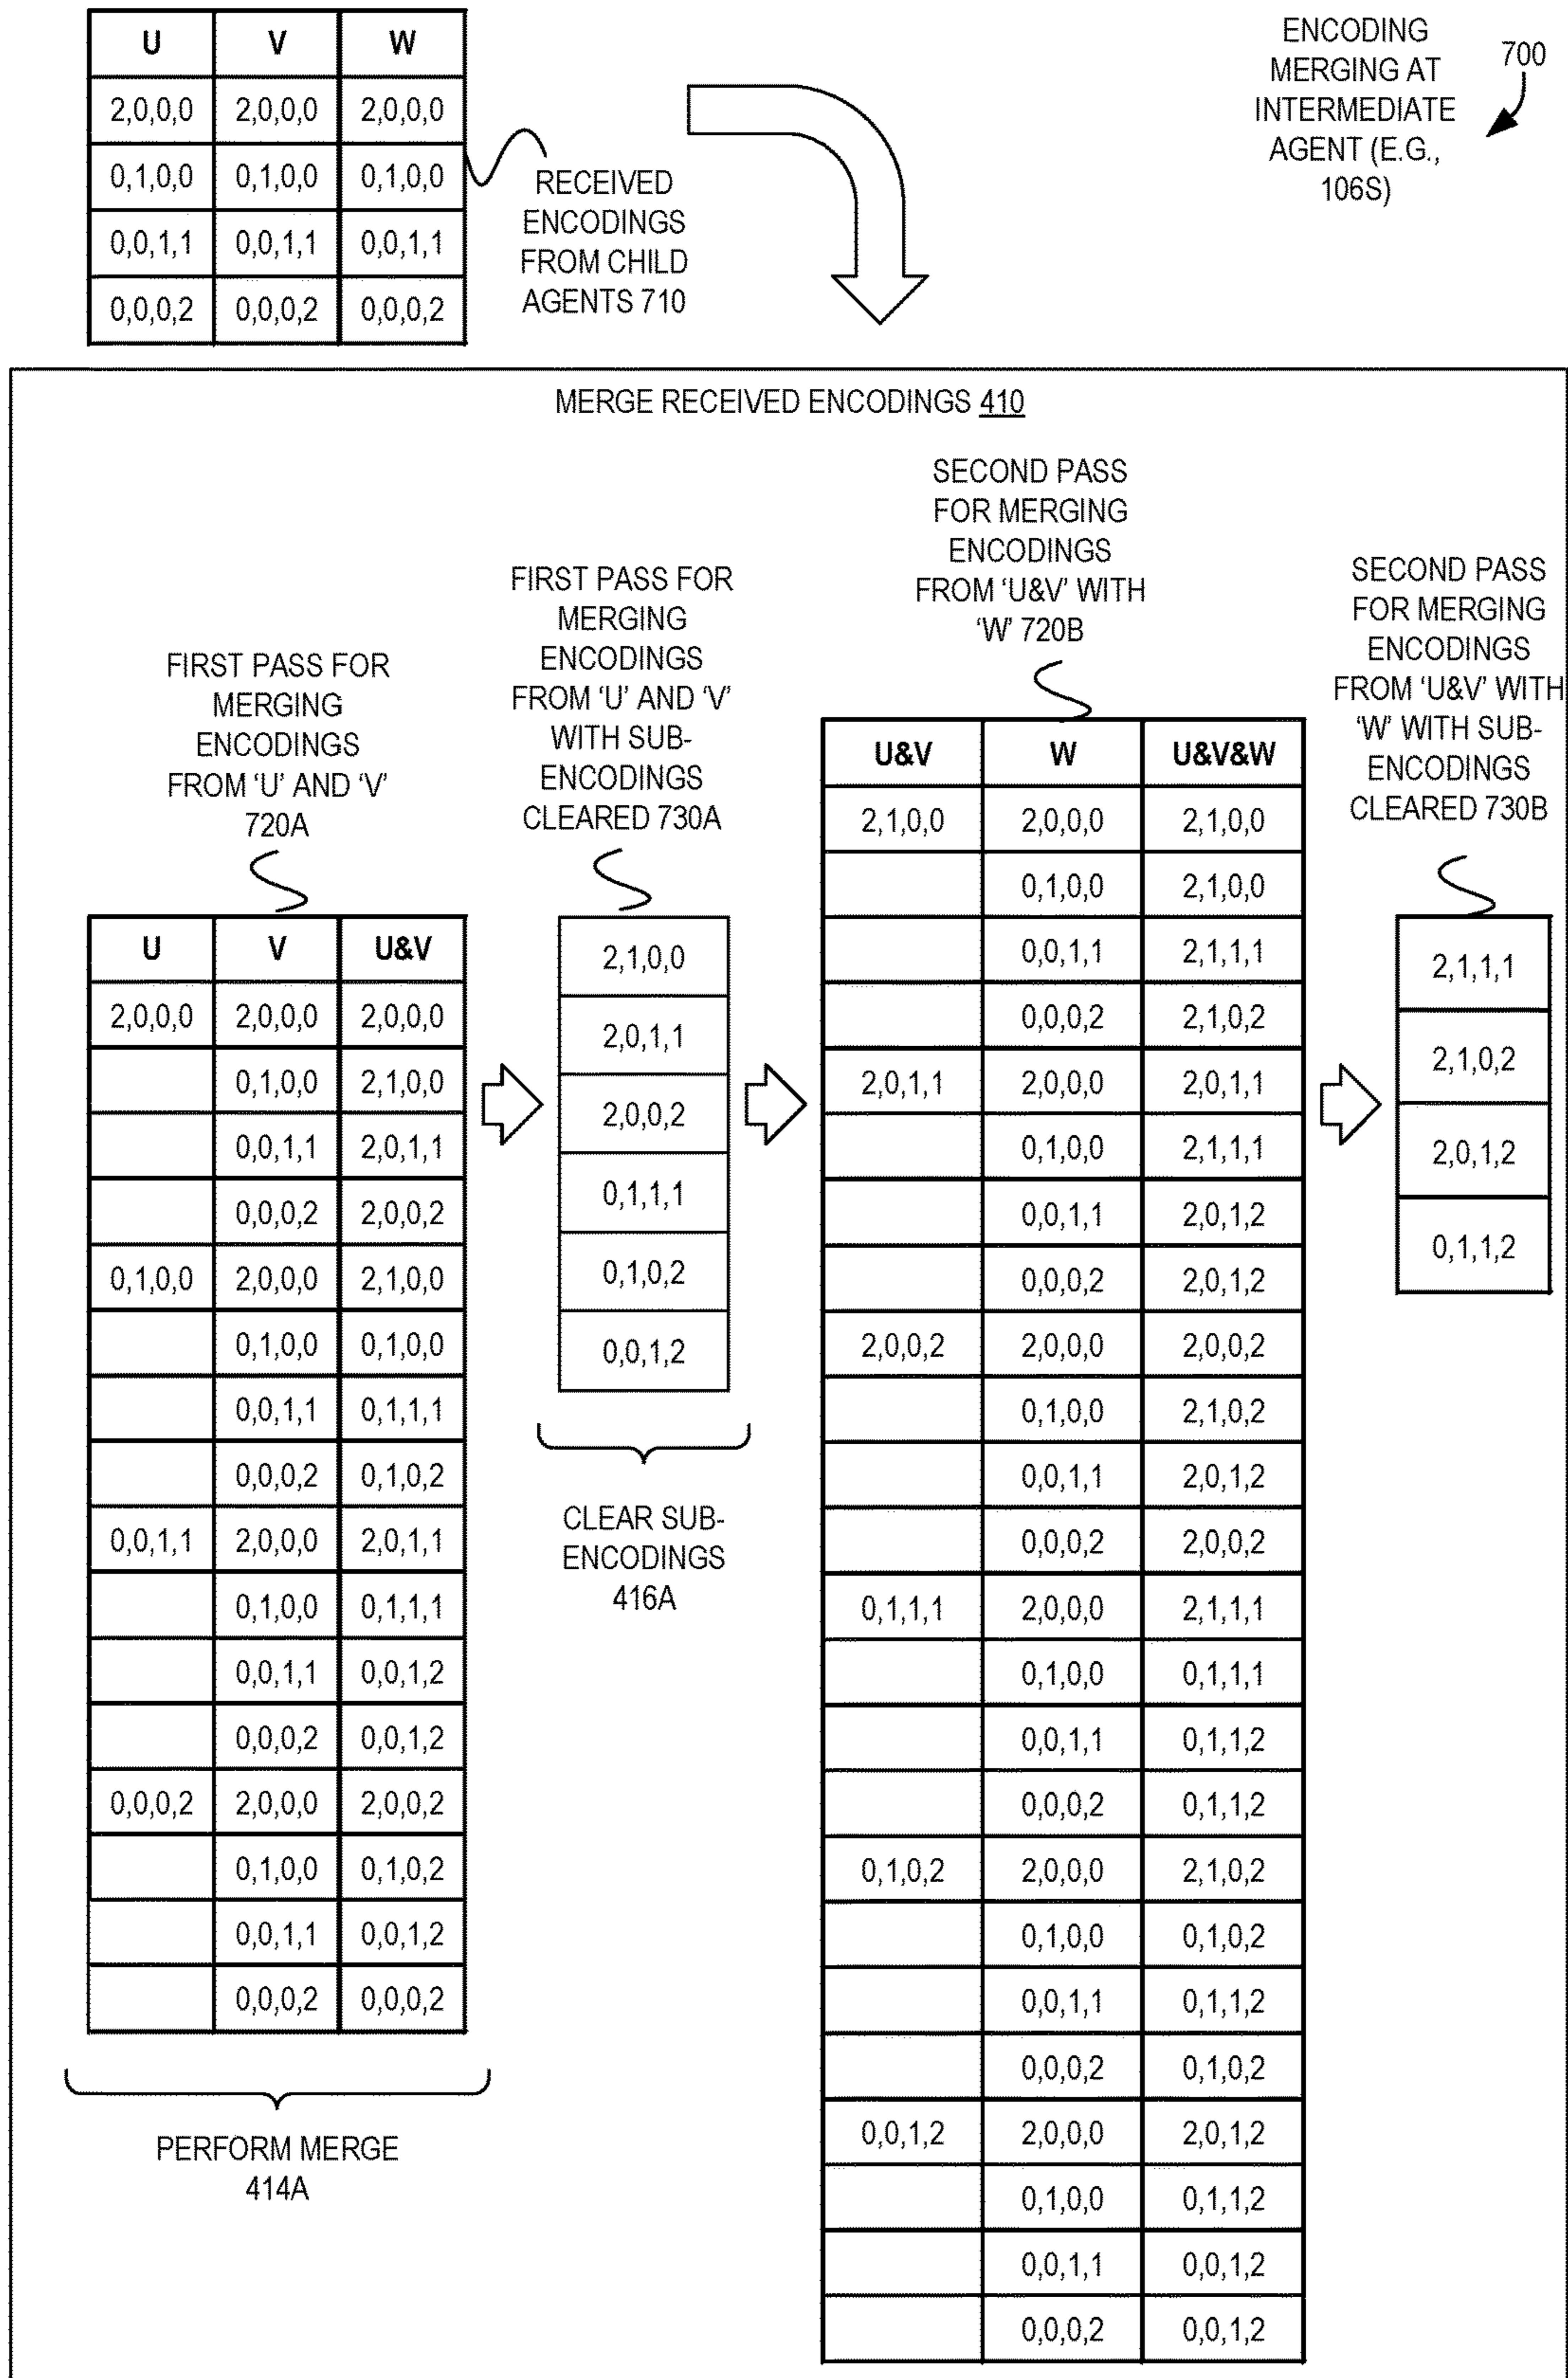 U V W
2,0,0,0 2,0,0,0 2,0,0,0
0,1,0,0 0,1,0,0 0,1,0,0
0,0,1,1 0,0,1,1 0,0,1,1
0,0,0,2 0,0,0,2 0,0,0,2
RECEIVED
ENCODINGS
FROM CHILD
AGENTS 710
ENCODING
MERGING AT
INTERMEDIATE
AGENT (E.G.,
106S)
700
MERGE RECEIVED ENCODINGS 410
FIRST PASS FOR
MERGING
ENCODINGS
FROM ‘U’ AND ‘V’
720A
U V U&V
2,0,0,0 2,0,0,0 2,0,0,0
0,1,0,0 2,1,0,0
0,0,1,1 2,0,1,1
0,0,0,2 2,0,0,2
0,1,0,0 2,0,0,0 2,1,0,0
0,1,0,0 0,1,0,0
0,0,1,1 0,1,1,1
0,0,0,2 0,1,0,2
0,0,1,1 2,0,0,0 2,0,1,1
0,1,0,0 0,1,1,1
0,0,1,1 0,0,1,2
0,0,0,2 0,0,1,2
0,0,0,2 2,0,0,0 2,0,0,2
0,1,0,0 0,1,0,2
0,0,1,1 0,0,1,2
0,0,0,2 0,0,0,2
PERFORM MERGE
414A
FIRST PASS FOR
MERGING
ENCODINGS
FROM ‘U’ AND ‘V’
WITH SUB-
ENCODINGS
CLEARED 730A
2,1,0,0
2,0,1,1
2,0,0,2
0,1,1,1
0,1,0,2
0,0,1,2
CLEAR SUB-
ENCODINGS
416A
SECOND PASS
FOR MERGING
ENCODINGS
FROM ‘U&V’ WITH
‘W’ 720B
U&V W U&V&W
2,1,0,0 2,0,0,0 2,1,0,0
0,1,0,0 2,1,0,0
0,0,1,1 2,1,1,1
0,0,0,2 2,1,0,2
2,0,1,1 2,0,0,0 2,0,1,1
0,1,0,0 2,1,1,1
0,0,1,1 2,0,1,2
0,0,0,2 2,0,1,2
2,0,0,2 2,0,0,0 2,0,0,2
0,1,0,0 2,1,0,2
0,0,1,1 2,0,1,2
0,0,0,2 2,0,0,2
0,1,1,1 2,0,0,0 2,1,1,1
0,1,0,0 0,1,1,1
0,0,1,1 0,1,1,2
0,0,0,2 0,1,1,2
0,1,0,2 2,0,0,0 2,1,0,2
0,1,0,0 0,1,0,2
0,0,1,1 0,1,1,2
0,0,0,2 0,1,0,2
0,0,1,2 2,0,0,0 2,0,1,2
0,1,0,0 0,1,1,2
0,0,1,1 0,0,1,2
0,0,0,2 0,0,1,2
SECOND PASS
FOR MERGING
ENCODINGS
FROM ‘U&V’ WITH
‘W’ WITH SUB-
ENCODINGS
CLEARED 730B
2,1,1,1
2,1,0,2
2,0,1,2
0,1,1,2